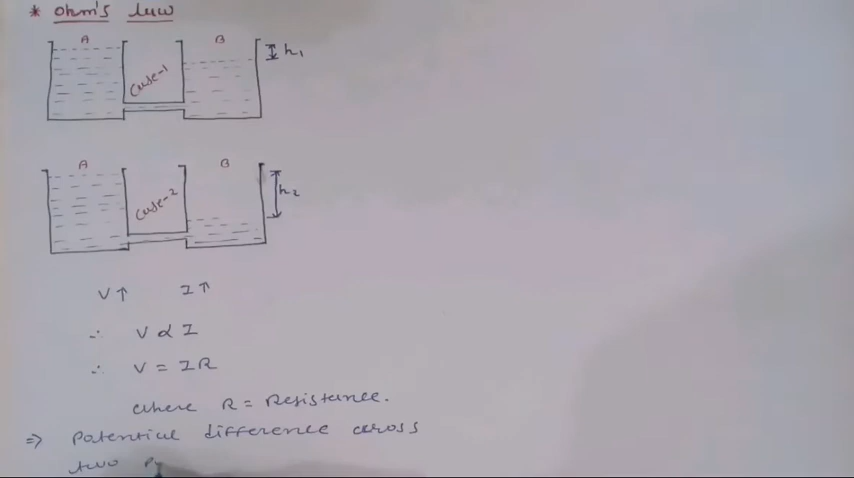 * Ohm's law
A B
h1
Case-1
A B
h2
Case-2
V↑ I↑
∴ V α I
∴ V = IR
where R = Resistance.
⇒ Potential difference across
two